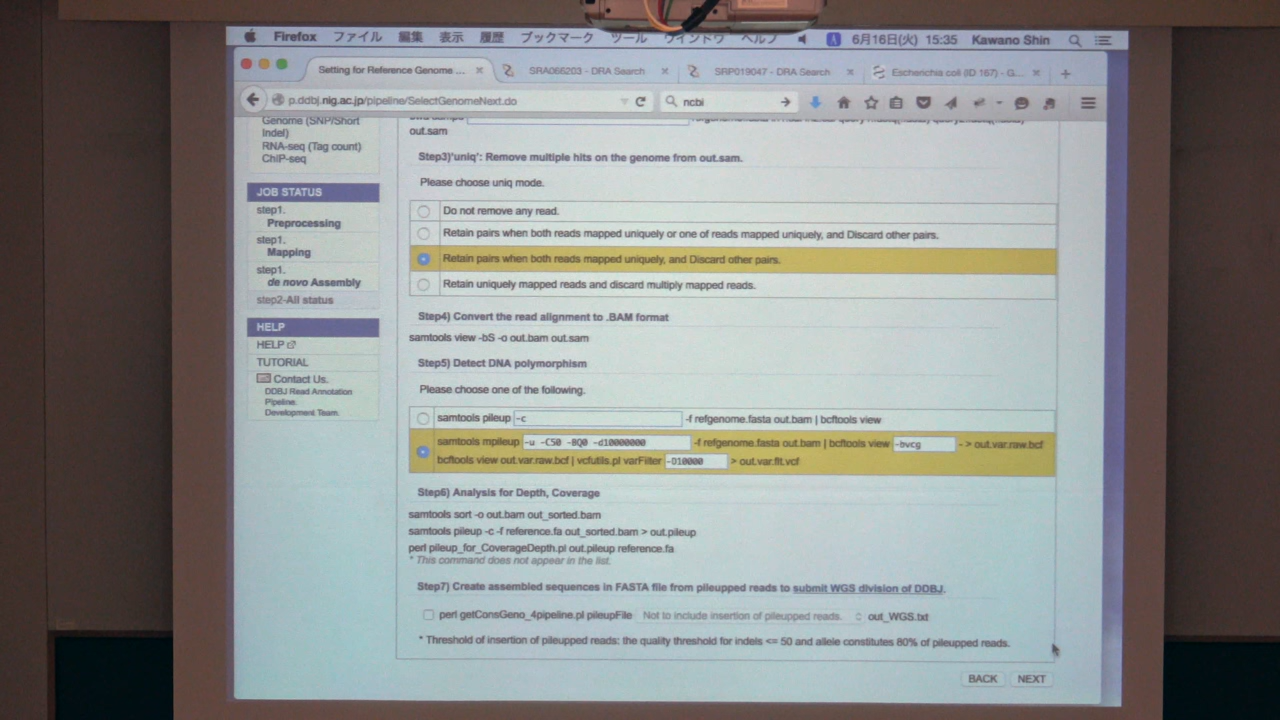 Firefox ファイル 編集 表示 履歴 ブックマーク ツール ウインドウ ヘルプ 6月16日(火) 15:35 Kawano Shin
Setting for Reference Genome ... SRA066203 - DRA Search SRP019047 - DRA Search Escherichia coli (ID 167) - G...
p.ddbj.nig.ac.jp/pipeline/SelectGenomeNext.do ncbi
Genome (SNP/Short
Indel)
RNA-seq (Tag count)
ChiP-seq
JOB STATUS
step1.
Preprocessing
step1.
Mapping
step1.
de novo Assembly
step2-All status
HELP
HELP
TUTORIAL
Contact Us.
DDBJ Read Annotation
Pipeline.
Development Team.
out.sam
Step3)'uniq': Remove multiple hits on the genome from out.sam.
Please choose uniq mode.
Do not remove any read.
Retain pairs when both reads mapped uniquely or one of reads mapped uniquely, and Discard other pairs.
Retain pairs when both reads mapped uniquely, and Discard other pairs.
Retain uniquely mapped reads and discard multiply mapped reads.
Step4) Convert the read alignment to .BAM format
samtools view -bS -o out.bam out.sam
Step5) Detect DNA polymorphism
Please choose one of the following.
samtools pileup -c -f refgenome.fasta out.bam | bcftools view
samtools mpileup -u -C50 -BQ0 -d10000000 -f refgenome.fasta out.bam | bcftools view -bvcg - > out.var.raw.bcf
bcftools view out.var.raw.bcf | vcfutils.pl varFilter -D10000 > out.var.flt.vcf
Step6) Analysis for Depth, Coverage
samtools sort -o out.bam out_sorted.bam
samtools pileup -c -f reference.fa out_sorted.bam > out.pileup
perl pileup_for_CoverageDepth.pl out.pileup reference.fa
* This command does not appear in the list.
Step7) Create assembled sequences in FASTA file from pileupped reads to submit WGS division of DDBJ.
perl getConsGeno_4pipeline.pl pileupFile Not to include insertion of pileupped reads. out_WGS.txt
* Threshold of insertion of pileupped reads: the quality threshold for indels <= 50 and allele constitutes 80% of pileupped reads.
BACK NEXT